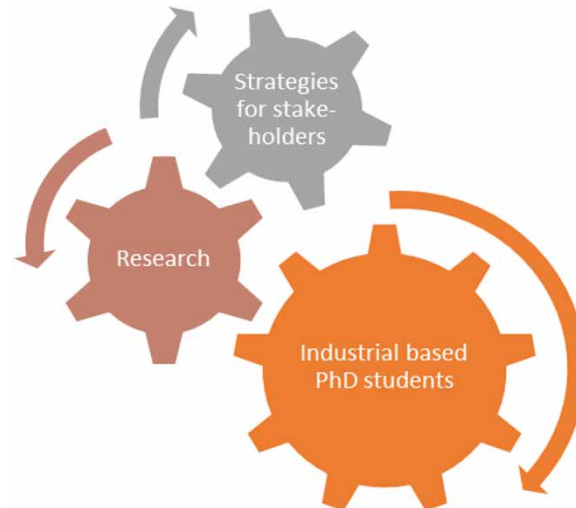 Strategies
for stake-
holders
Research
Industrial based
PhD students